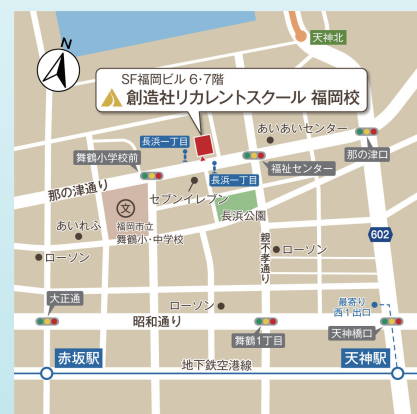 N
天神北
SF福岡ビル 6・7階
創造社リカレントスクール 福岡校
長浜一丁目
あいあいセンター
舞鶴小学校前
那の津口
福祉センター
那の津通り
長浜一丁目
セブンイレブン
文
長浜公園
あいれふ
福岡市立
舞鶴小・中学校
親不孝通り
602
ローソン
ローソン
大正通
ローソン
最寄り
西1出口
昭和通り
舞鶴1丁目
天神橋口
赤坂駅
地下鉄空港線
天神駅